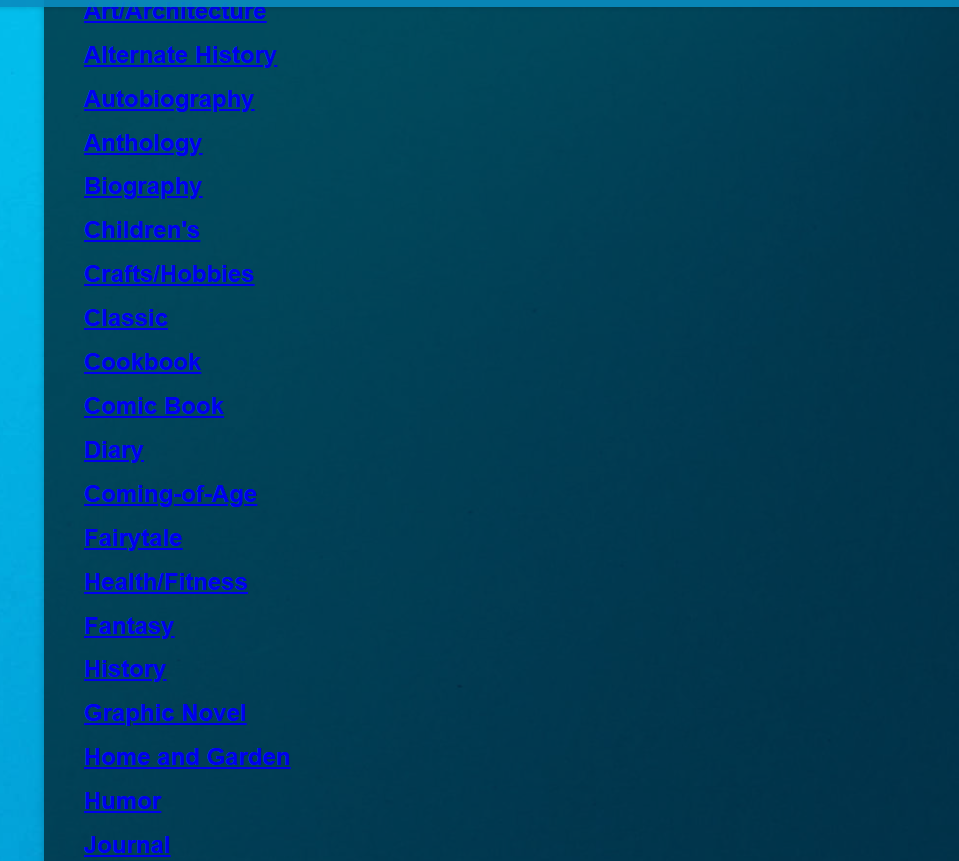 Art/Architecture
Alternate History
Autobiography
Anthology
Biography
Children's
Crafts/Hobbies
Classic
Cookbook
Comic Book
Diary
Coming-of-Age
Fairytale
Health/Fitness
Fantasy
History
Graphic Novel
Home and Garden
Humor
Journal